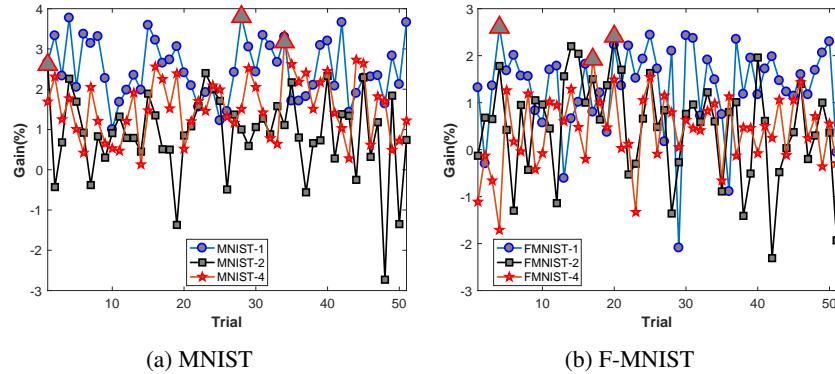 4
3
2
1
0
-1
-2
-3
Gain(%)
MNIST-1
MNIST-2
MNIST-4
10 20 30 40 50
Trial
(a) MNIST
3
2
1
0
-1
-2
-3
Gain(%)
FMNIST-1
FMNIST-2
FMNIST-4
10 20 30 40 50
Trial
(b) F-MNIST